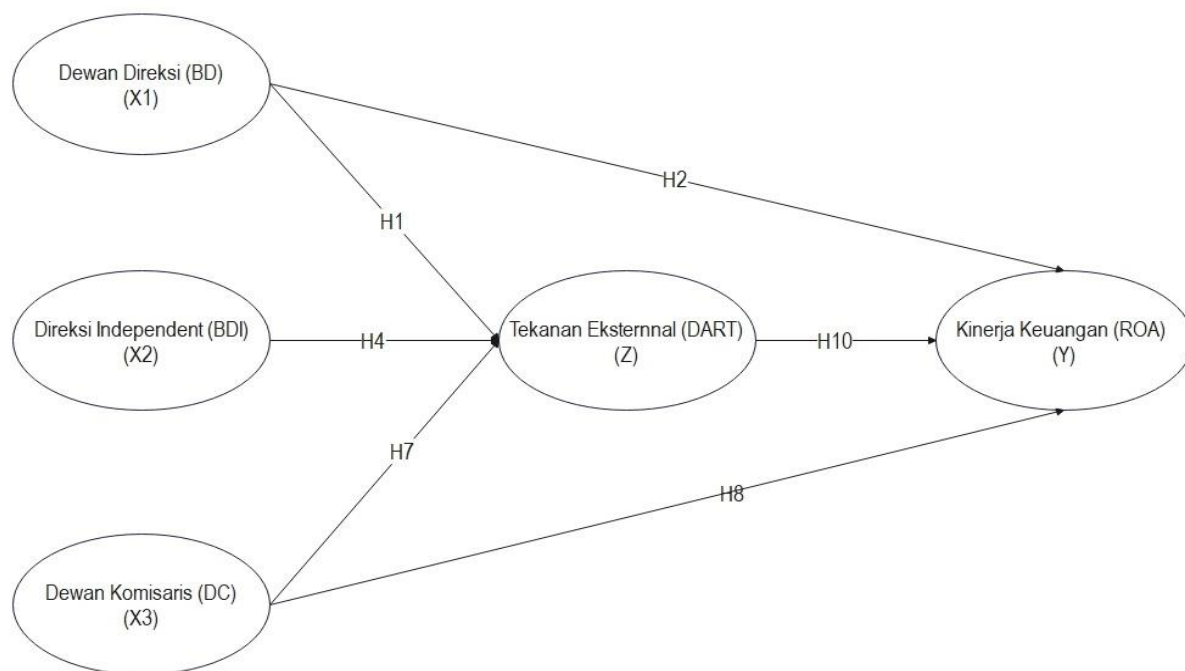 Dewan Direksi (BD)
(X1)
H2
H1
Direksi Independent (BDI)
(X2)
H4
Tekanan Eksternnal (DART)
(Z)
H10
Kinerja Keuangan (ROA)
(Y)
H7
H8
Dewan Komisaris (DC)
(X3)